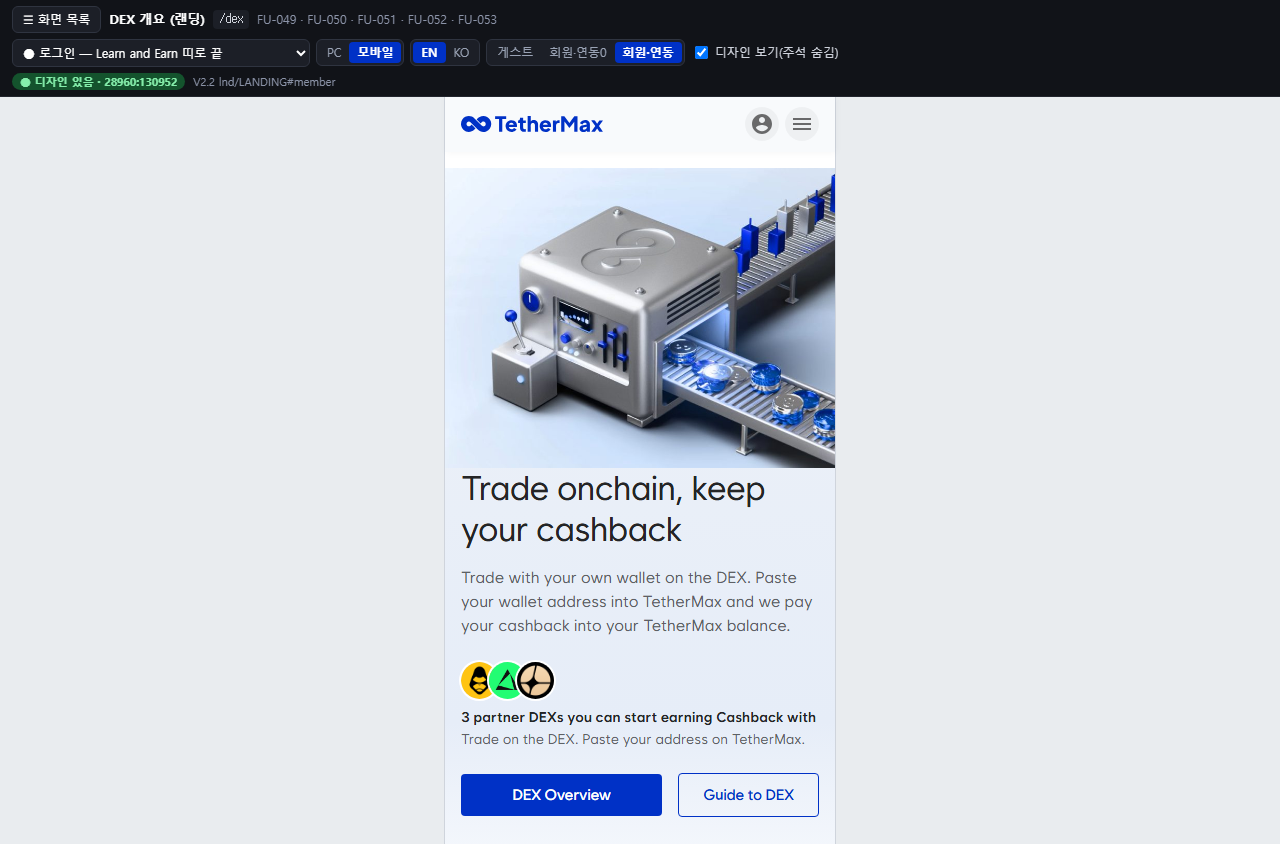 ☰ 화면 목록 DEX 개요 (랜딩) /dex FU-049 · FU-050 · FU-051 · FU-052 · FU-053
● 로그인 — Learn and Earn 띠로 끝 PC 모바일 EN KO 게스트 회원·연동0 회원·연동 디자인 보기(주석 숨김)
● 디자인 있음 · 28960:130952 V2.2 lnd/LANDING#member
TetherMax
Trade onchain, keep
your cashback
Trade with your own wallet on the DEX. Paste
your wallet address into TetherMax and we pay
your cashback into your TetherMax balance.
3 partner DEXs you can start earning Cashback with
Trade on the DEX. Paste your address on TetherMax.
DEX Overview Guide to DEX